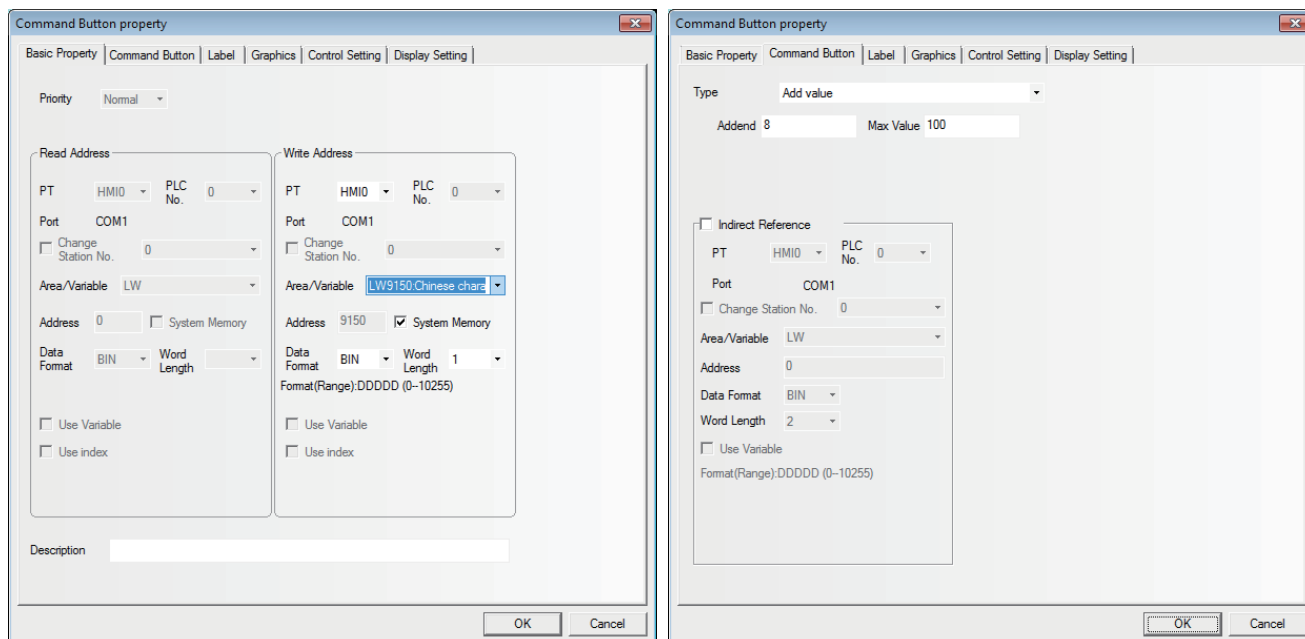 Command Button property
Basic Property Command Button Label Graphics Control Setting Display Setting
Priority Normal
Read Address
PT HMI0 PLC No. 0
Port COM1
Change Station No. 0
Area/Variable LW
Address 0 System Memory
Data Format BIN Word Length
Use Variable
Use index
Write Address
PT HMI0 PLC No. 0
Port COM1
Change Station No. 0
Area/Variable LW9150:Chinese chara
Address 9150 System Memory
Data Format BIN Word Length 1
Format(Range):DDDDD (0--10255)
Use Variable
Use index
Description
OK Cancel
Command Button property
Basic Property Command Button Label Graphics Control Setting Display Setting
Type Add value
Addend 8 Max Value 100
Indirect Reference
PT HMI0 PLC No. 0
Port COM1
Change Station No. 0
Area/Variable LW
Address 0
Data Format BIN
Word Length 2
Use Variable
Format(Range):DDDDD (0--10255)
OK Cancel